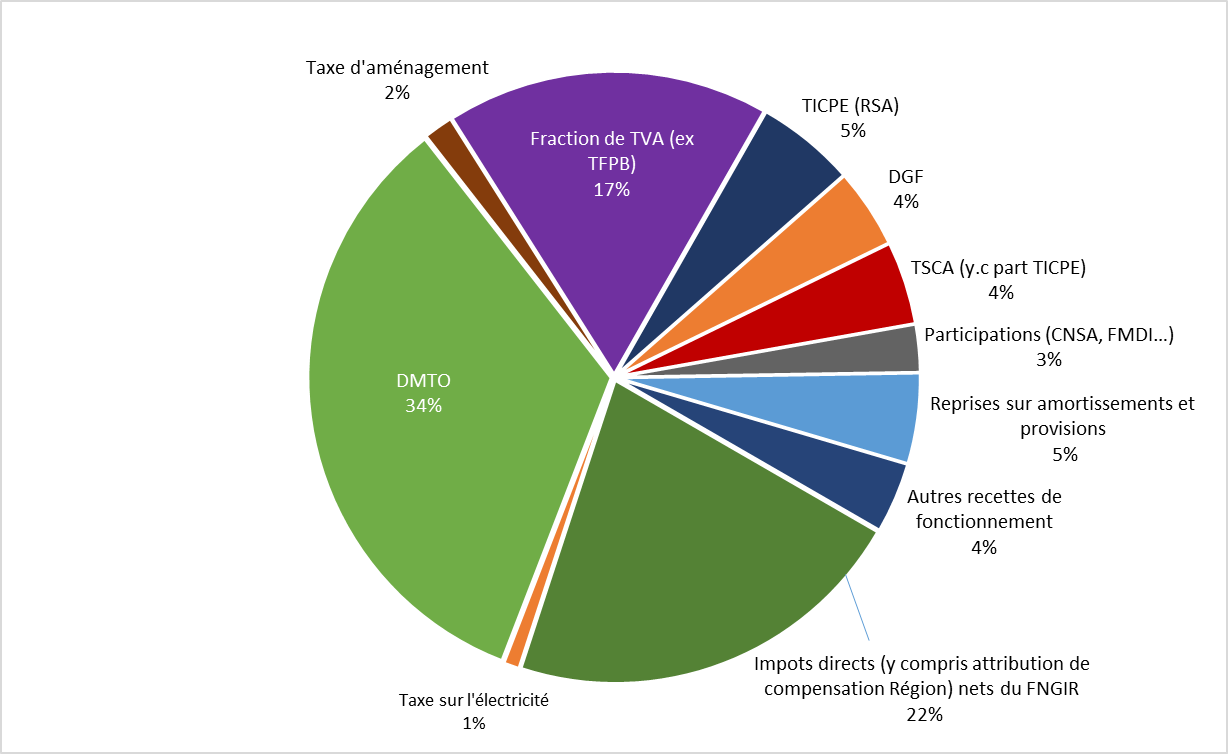 Taxe d'aménagement
2%
Fraction de TVA (ex
TFPB)
17%
TICPE (RSA)
5%
DGF
4%
TSCA (y.c part TICPE)
4%
Participations (CNSA, FMDI...)
3%
Reprises sur amortissements et
provisions
5%
Autres recettes de
fonctionnement
4%
Impots directs (y compris attribution de
compensation Région) nets du FNGIR
22%
Taxe sur l'électricité
1%
DMTO
34%